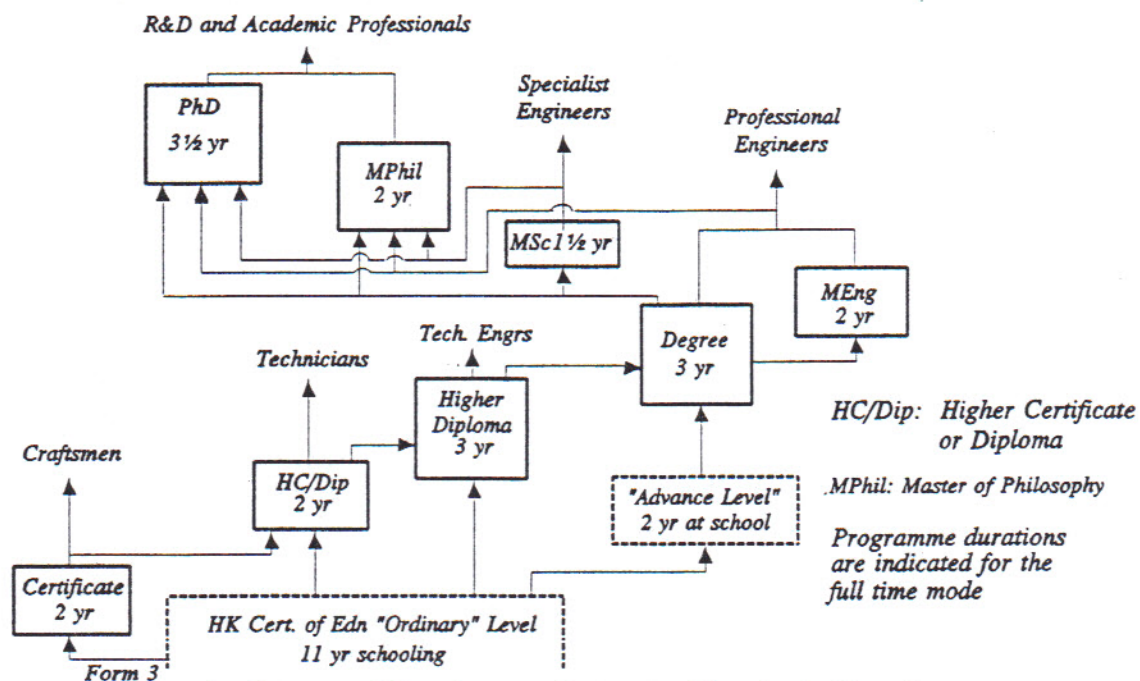 R&D and Academic Professionals
PhD
3½ yr
MPhil
2 yr
Specialist
Engineers
MSc 1½ yr
Professional
Engineers
MEng
2 yr
Degree
3 yr
Tech. Engrs
Higher
Diploma
3 yr
Technicians
HC/Dip
2 yr
Craftsmen
Certificate
2 yr
"Advance Level"
2 yr at school
HK Cert. of Edn "Ordinary" Level
11 yr schooling
Form 3
HC/Dip: Higher Certificate
or Diploma
MPhil: Master of Philosophy
Programme durations
are indicated for the
full time mode